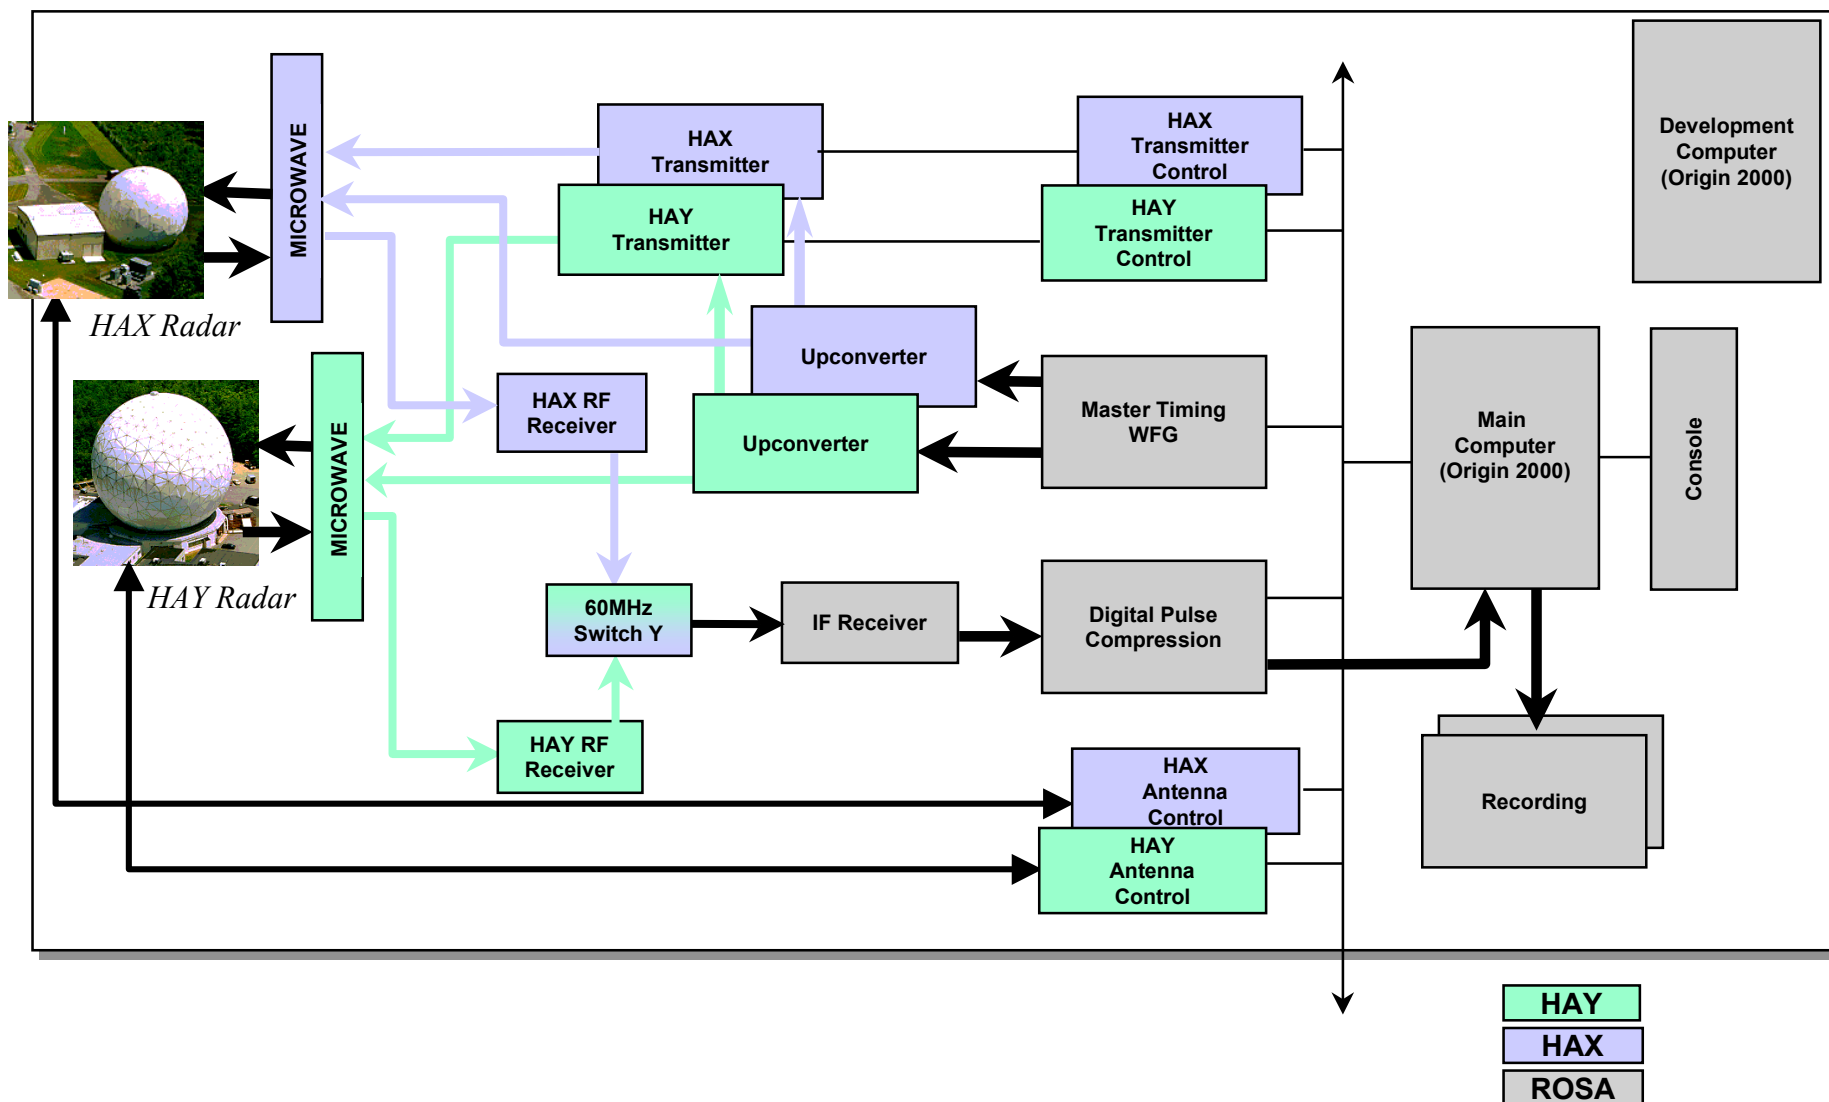 HAX
Transmitter
HAX
Transmitter
Control
Development
Computer
(Origin 2000)
MICROWAVE
HAY
Transmitter
HAY
Transmitter
Control
HAX Radar
Upconverter
Upconverter
Master Timing
WFG
Main
Computer
(Origin 2000)
Console
HAX RF
Receiver
MICROWAVE
HAY Radar
60MHz
Switch Y
IF Receiver
Digital Pulse
Compression
HAY RF
Receiver
HAX
Antenna
Control
HAY
Antenna
Control
Recording
HAY
HAX
ROSA